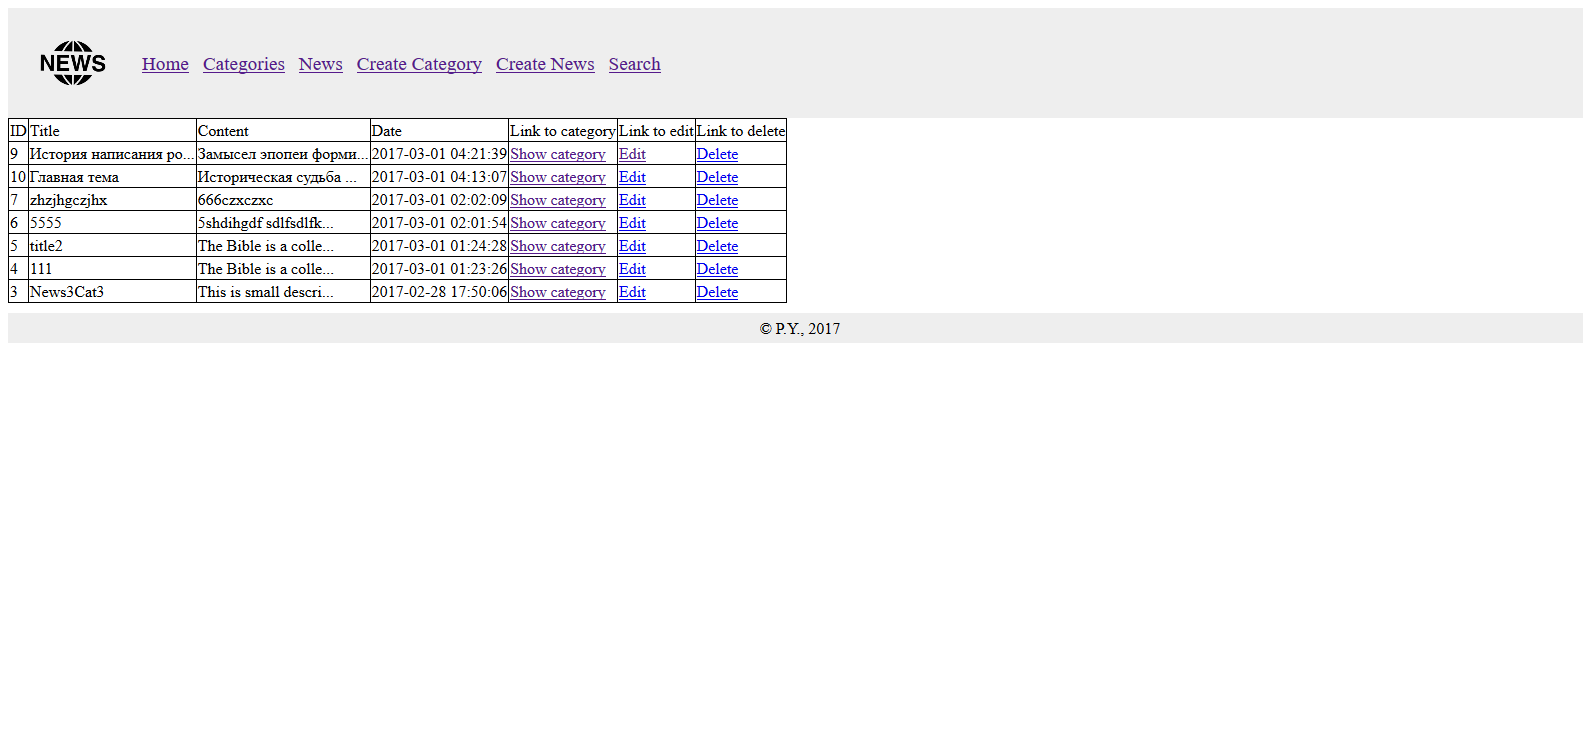 NEWS Home Categories News Create Category Create News Search
ID Title Content Date Link to category Link to edit Link to delete
9 История написания ро... Замысел эпопеи форми... 2017-03-01 04:21:39 Show category Edit Delete
10 Главная тема Историческая судьба ... 2017-03-01 04:13:07 Show category Edit Delete
7 zhzjhgczjhx 666czxczxc 2017-03-01 02:02:09 Show category Edit Delete
6 5555 5shdihgdf sdlfsdlfk... 2017-03-01 02:01:54 Show category Edit Delete
5 title2 The Bible is a colle... 2017-03-01 01:24:28 Show category Edit Delete
4 111 The Bible is a colle... 2017-03-01 01:23:26 Show category Edit Delete
3 News3Cat3 This is small descri... 2017-02-28 17:50:06 Show category Edit Delete
© P.Y., 2017